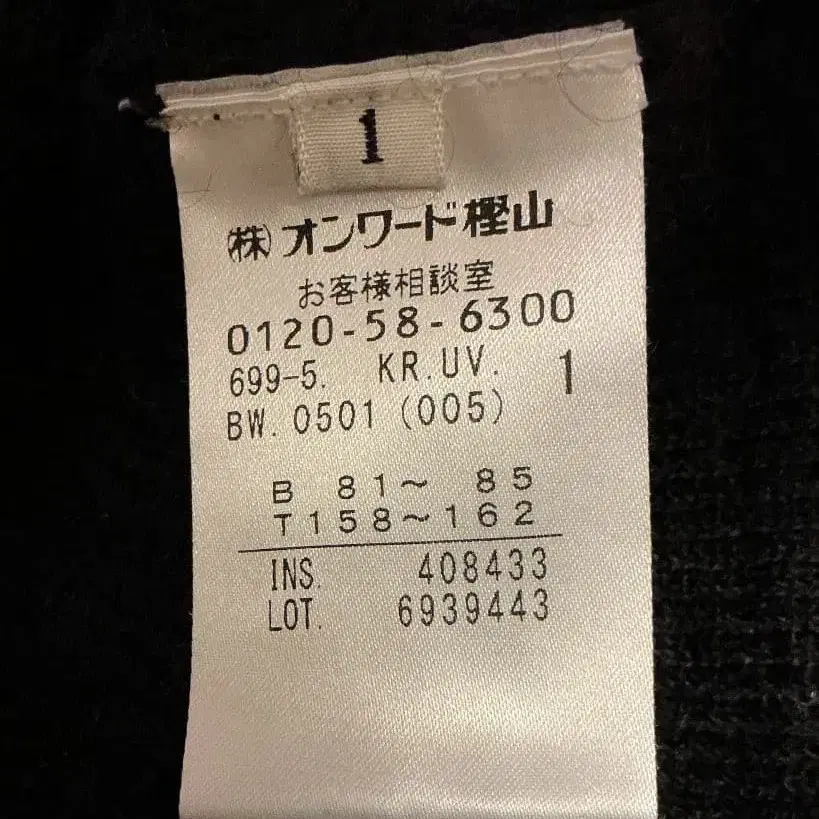 1
㈱オンワード樫山
お客様相談室
0120-58-6300
699-5. KR.UV. 1
BW.0501(005)
B 81～ 85
T158～162
INS. 408433
LOT. 6939443